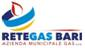 RETEGAS BARI
AZIENDA MUNICIPALE GAS S.p.A.